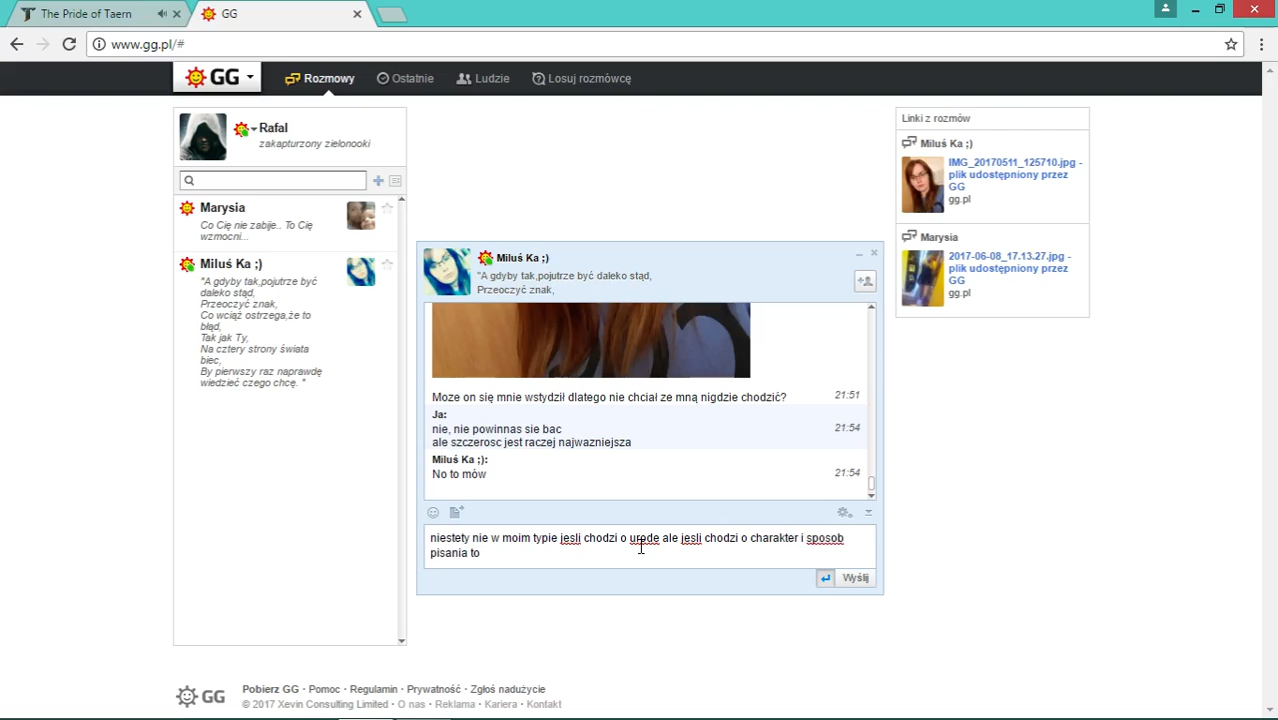 The Pride of Taern
GG
www.gg.pl/#
GG
Rozmowy
Ostatnie
Ludzie
Losuj rozmówcę
Rafal
zakapturzony zielonooki
Marysia
Co Cię nie zabije.. To Cię
wzmocni...
Miluś Ka ;)
"A gdyby tak,pojutrze być
daleko stąd,
Przeoczyć znak,
Co wciąż ostrzega,że to
błąd,
Tak jak Ty,
Na cztery strony świata
biec,
By pierwszy raz naprawdę
wiedzieć czego chcę. "
Miluś Ka ;)
"A gdyby tak,pojutrze być daleko stąd,
Przeoczyć znak,
Moze on się mnie wstydził dlatego nie chciał ze mną nigdzie chodzić? 21:51
Ja:
nie, nie powinnas sie bac 21:54
ale szczerosc jest raczej najwazniejsza
Miluś Ka ;):
No to mów 21:54
niestety nie w moim typie jesli chodzi o urode ale jesli chodzi o charakter i sposob
pisania to
Wyślij
Linki z rozmów
Miluś Ka ;)
IMG_20170511_125710.jpg -
plik udostępniony przez
GG
gg.pl
Marysia
2017-06-08_17.13.27.jpg -
plik udostępniony przez
GG
gg.pl
GG
Pobierz GG · Pomoc · Regulamin · Prywatność · Zgłoś nadużycie
© 2017 Xevin Consulting Limited · O nas · Reklama · Kariera · Kontakt